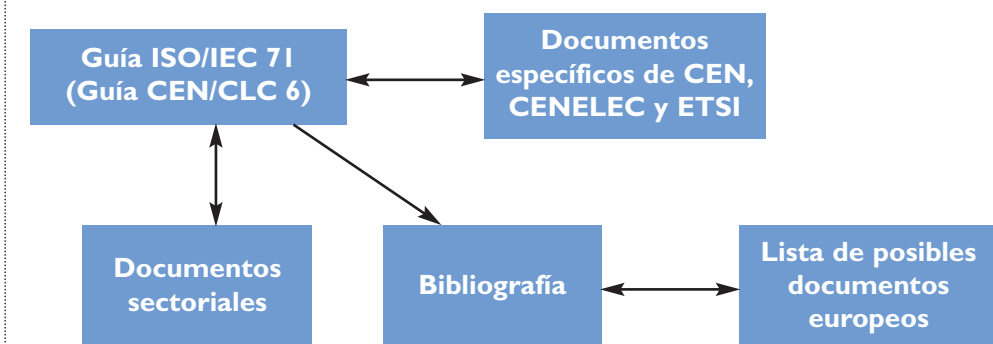 Guía ISO/IEC 71
(Guía CEN/CLC 6)
Documentos
específicos de CEN,
CENELEC y ETSI
Documentos
sectoriales
Bibliografía
Lista de posibles
documentos
europeos